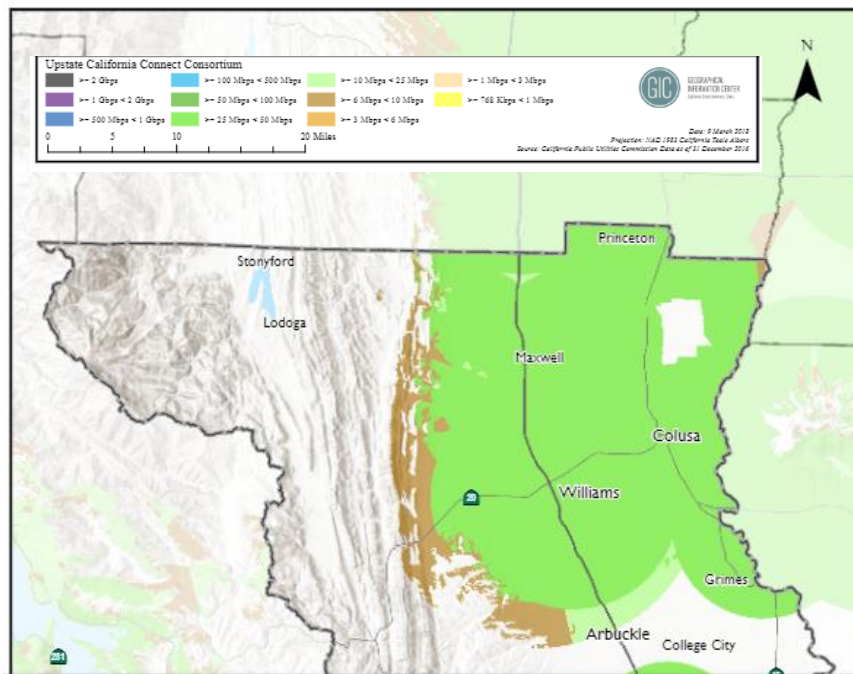 Upstate California Connect Consortium
>= 2 Gbps
>= 100 Mbps < 500 Mbps
>= 10 Mbps < 25 Mbps
>= 1 Mbps < 3 Mbps
>= 1 Gbps < 2 Gbps
>= 50 Mbps < 100 Mbps
>= 6 Mbps < 10 Mbps
>= 768 Kbps < 1 Mbps
>= 500 Mbps < 1 Gbps
>= 25 Mbps < 50 Mbps
>= 3 Mbps < 6 Mbps
0 5 10 20 Miles
GIC
GEOGRAPHICAL
INFORMATION CENTER
Date: 9 March 2018
Projection: NAD 1983 California Teale Albers
Source: California Public Utilities Commission Data as of 31 December 2016
N
Princeton
Stonyford
Lodoga
Maxwell
Colusa
Williams
20
Grimes
Arbuckle
College City
281
45